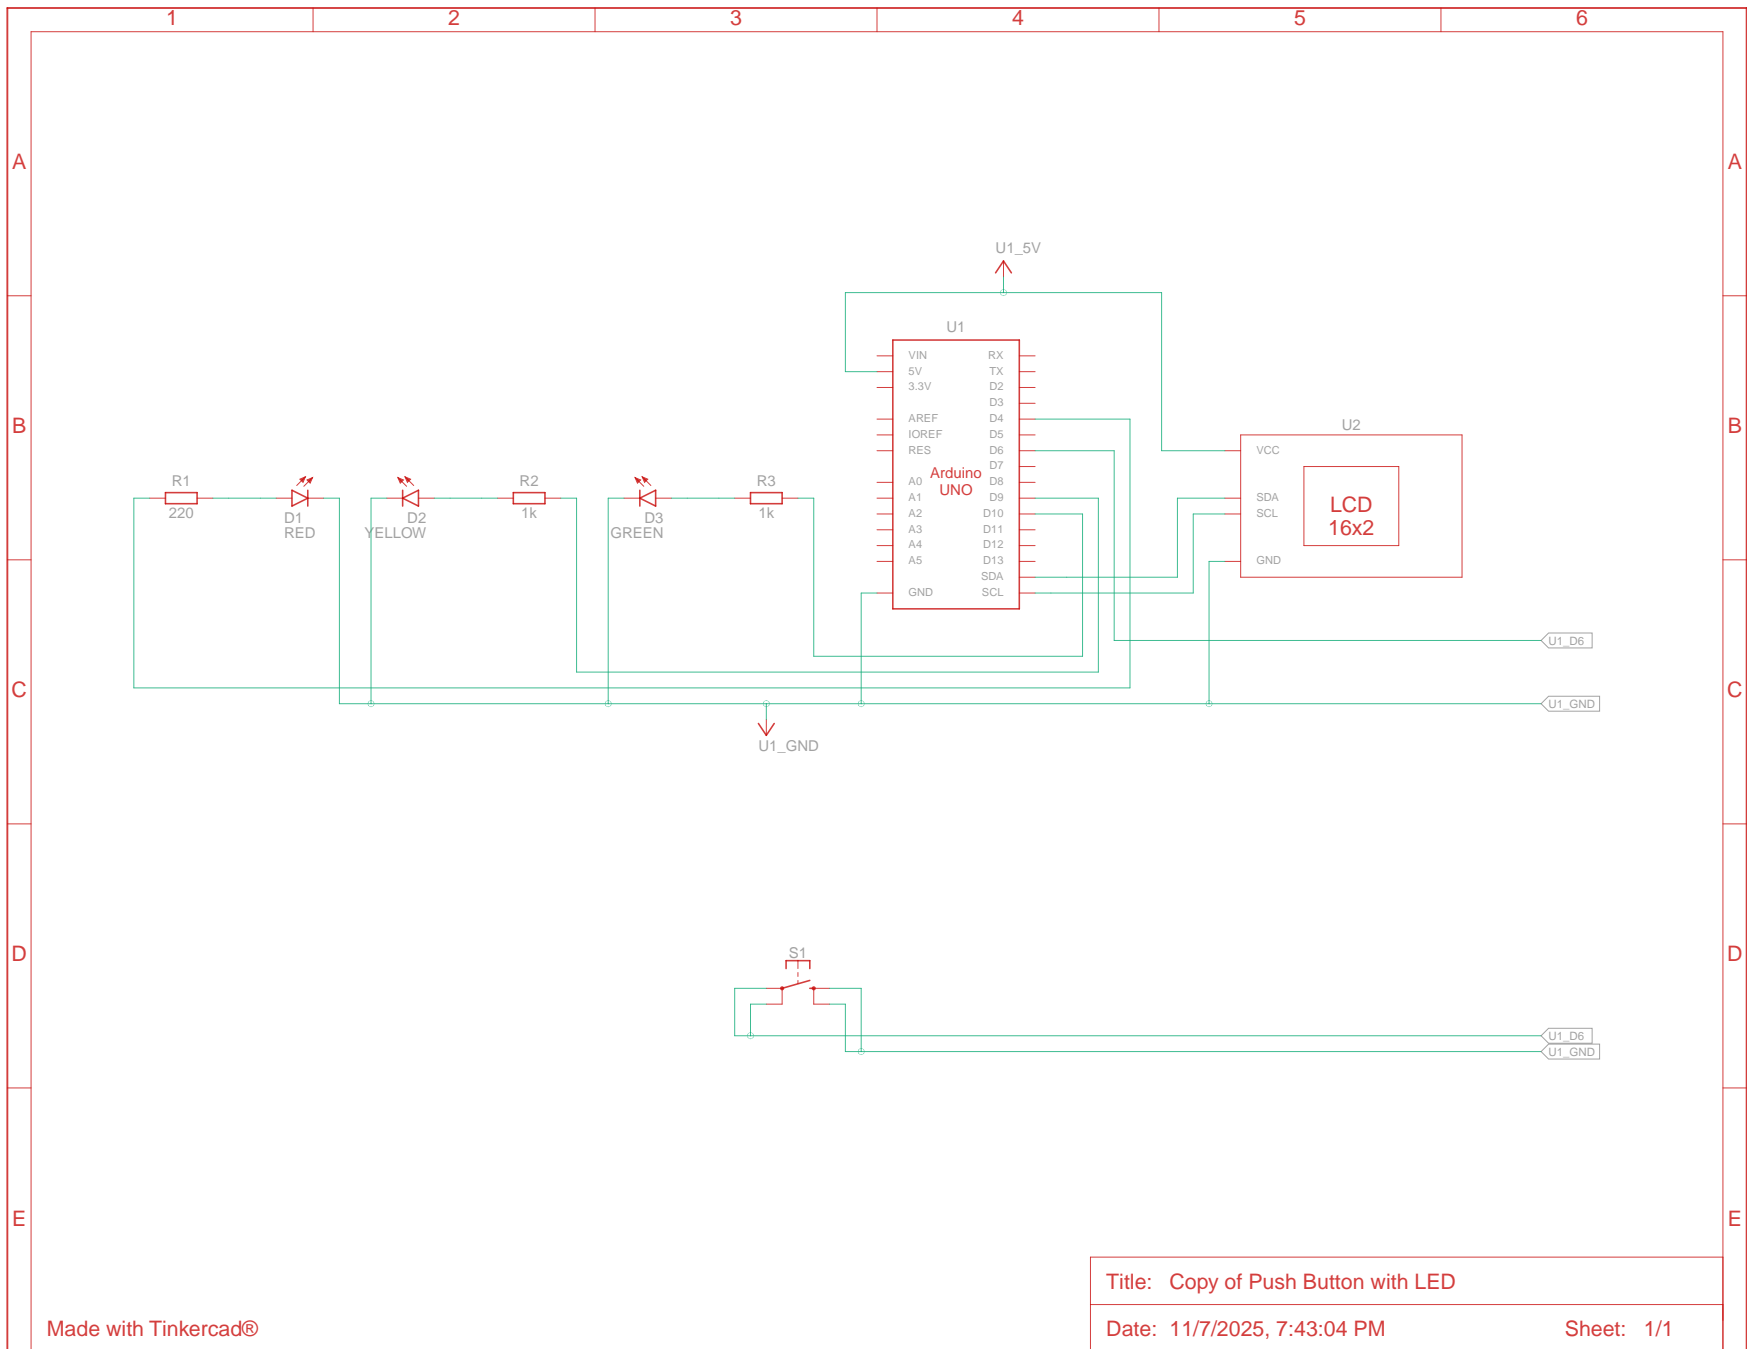 1 2 3 4 5 6
A A
U1_5V
U1
VIN RX
5V TX
3.3V D2
D3
AREF D4
B B
IOREF D5
U2
RES D6
VCC
D7
Arduino
UNO
A0 D8
R1 R2 R3
A1 D9
SDA
220 D1 D2 1k D3 1k
A2 D10
SCL
LCD
16x2
RED YELLOW GREEN
A3 D11
A4 D12
A5 D13
GND
SDA
GND SCL
U1_D6
C C
U1_GND
U1_GND
D D
S1
U1_D6
U1_GND
E E
Title: Copy of Push Button with LED
Made with Tinkercad®
Date: 11/7/2025, 7:43:04 PM Sheet: 1/1